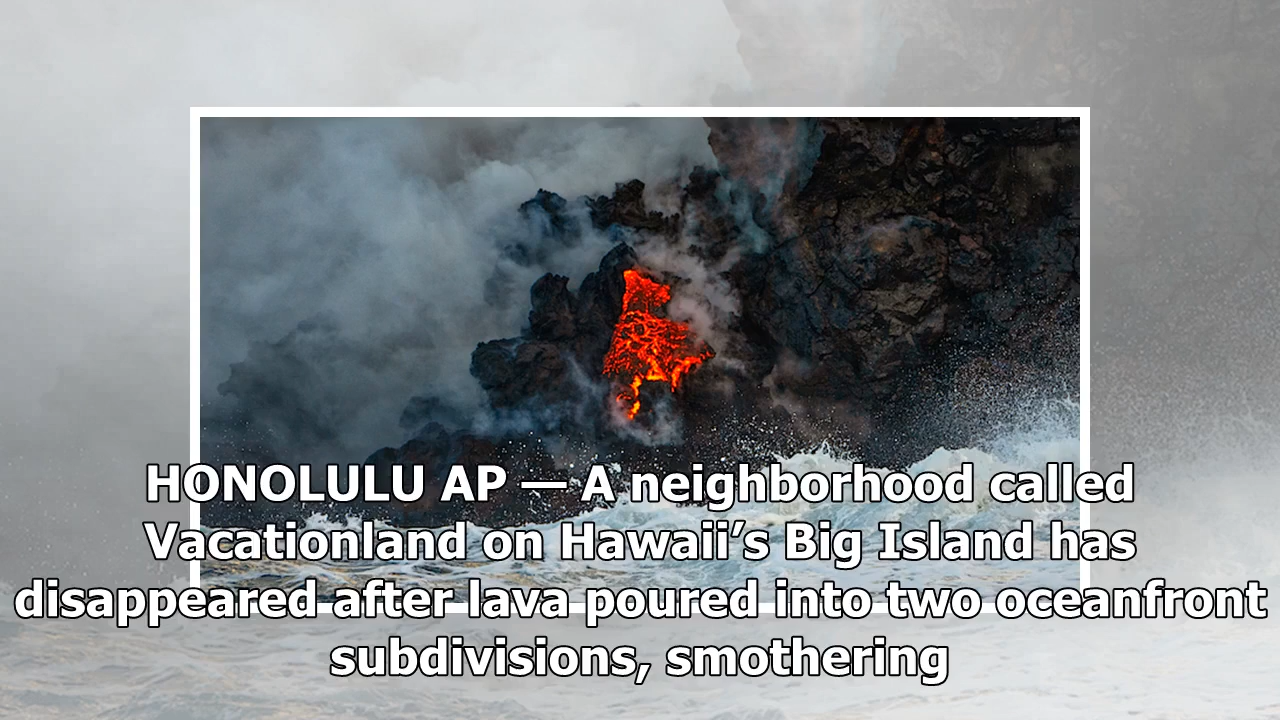 HONOLULU AP — A neighborhood called
Vacationland on Hawaii’s Big Island has
disappeared after lava poured into two oceanfront
subdivisions, smothering